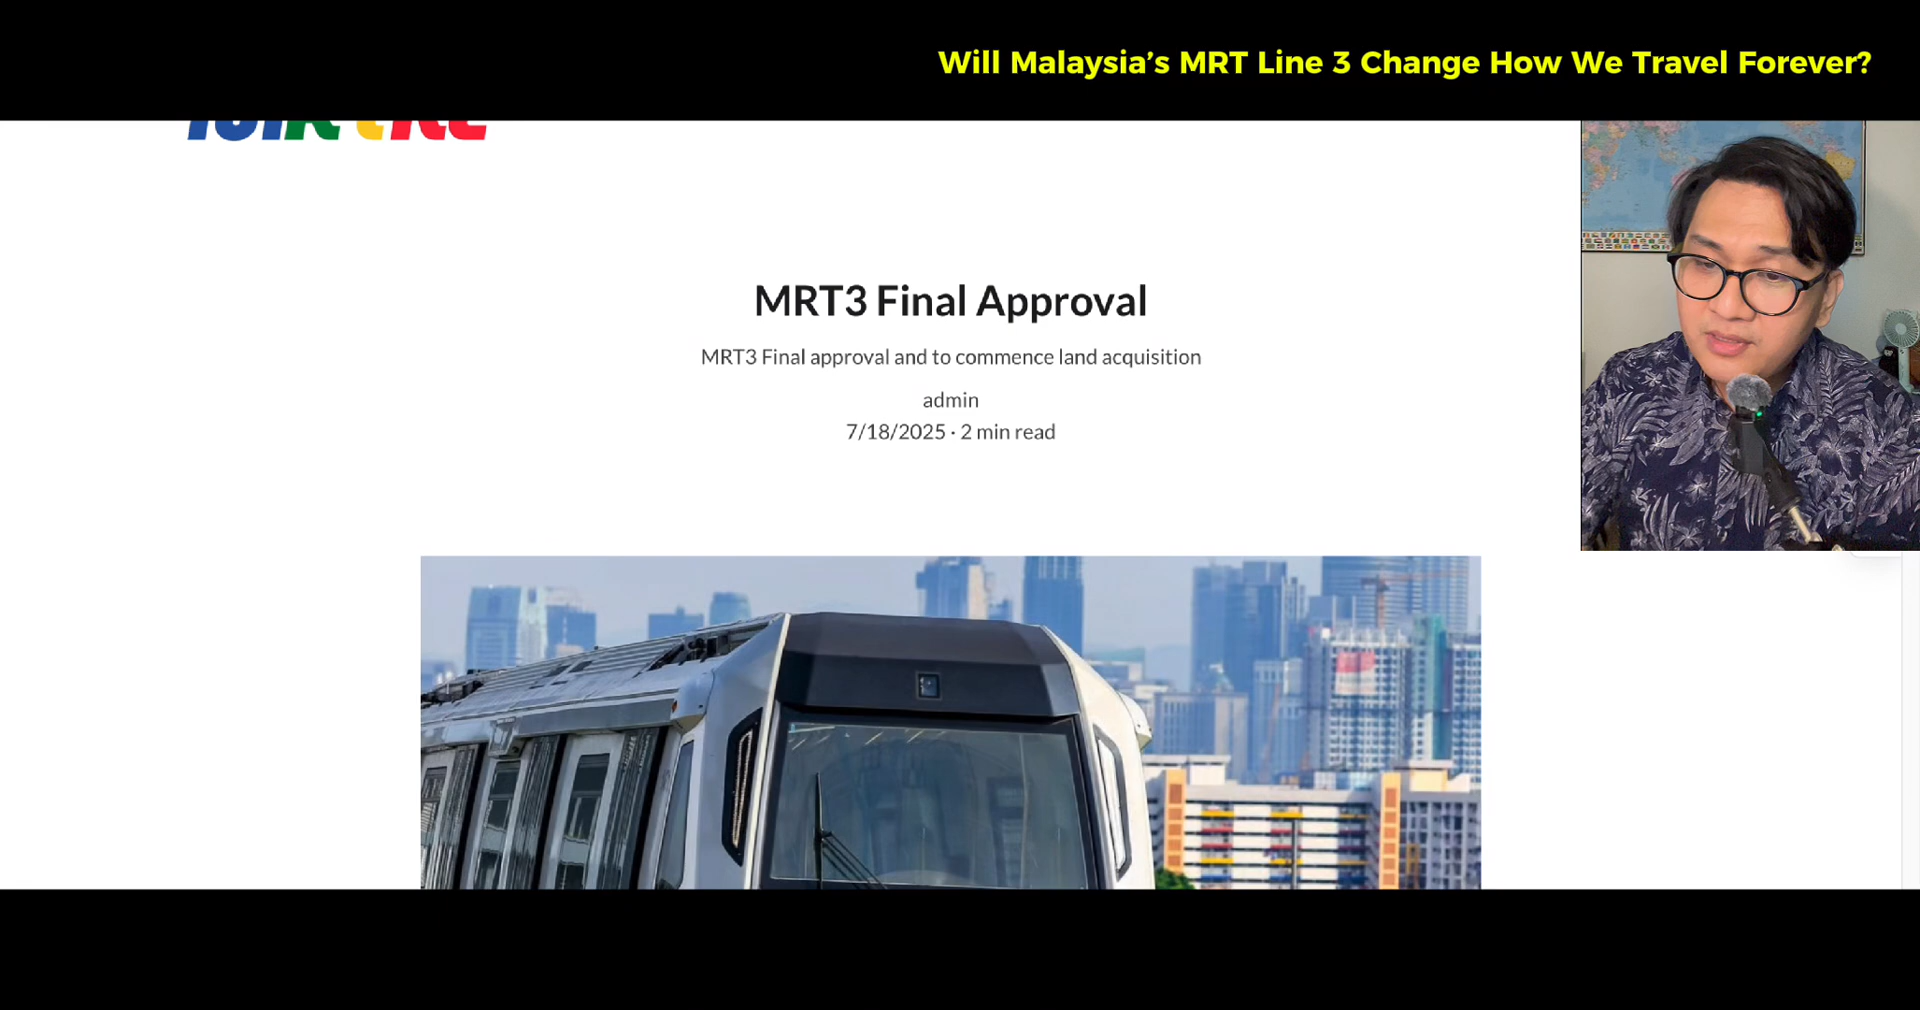 Will Malaysia’s MRT Line 3 Change How We Travel Forever?
MRT3 Final Approval
MRT3 Final approval and to commence land acquisition
admin
7/18/2025 · 2 min read